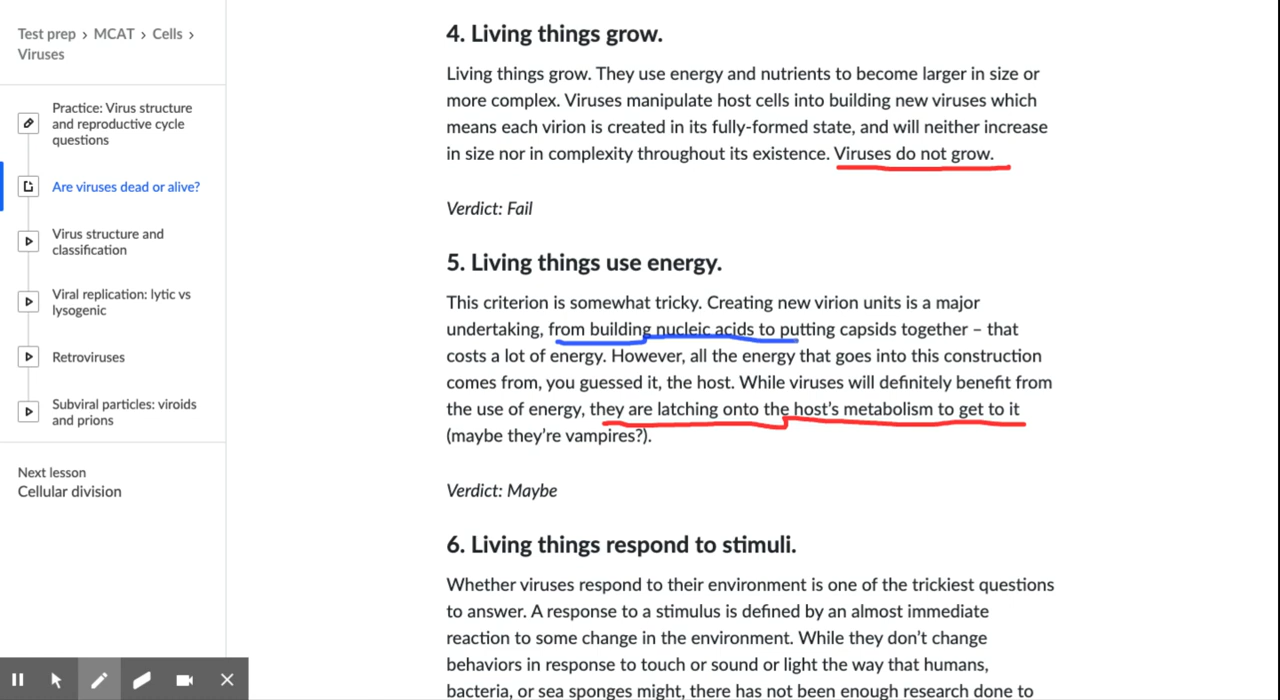 Test prep › MCAT › Cells ›
Viruses
Practice: Virus structure
and reproductive cycle
questions
Are viruses dead or alive?
Virus structure and
classification
Viral replication: lytic vs
lysogenic
Retroviruses
Subviral particles: viroids
and prions
Next lesson
Cellular division
4. Living things grow.
Living things grow. They use energy and nutrients to become larger in size or
more complex. Viruses manipulate host cells into building new viruses which
means each virion is created in its fully-formed state, and will neither increase
in size nor in complexity throughout its existence. Viruses do not grow.
Verdict: Fail
5. Living things use energy.
This criterion is somewhat tricky. Creating new virion units is a major
undertaking, from building nucleic acids to putting capsids together – that
costs a lot of energy. However, all the energy that goes into this construction
comes from, you guessed it, the host. While viruses will definitely benefit from
the use of energy, they are latching onto the host's metabolism to get to it
(maybe they're vampires?).
Verdict: Maybe
6. Living things respond to stimuli.
Whether viruses respond to their environment is one of the trickiest questions
to answer. A response to a stimulus is defined by an almost immediate
reaction to some change in the environment. While they don't change
behaviors in response to touch or sound or light the way that humans,
bacteria, or sea sponges might, there has not been enough research done to